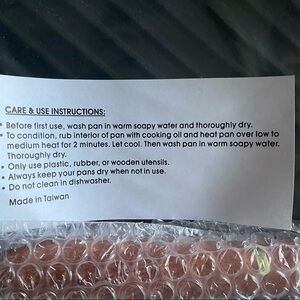 CARE & USE INSTRUCTIONS:
• Before first use, wash pan in warm soapy water and thoroughly dry.
• To condition, rub interior of pan with cooking oil and heat pan over low to
medium heat for 2 minutes. Let cool. Then wash pan in warm soapy water.
Thoroughly dry.
• Only use plastic, rubber, or wooden utensils.
• Always keep your pans dry when not in use.
• Do not clean in dishwasher.
Made in Taiwan